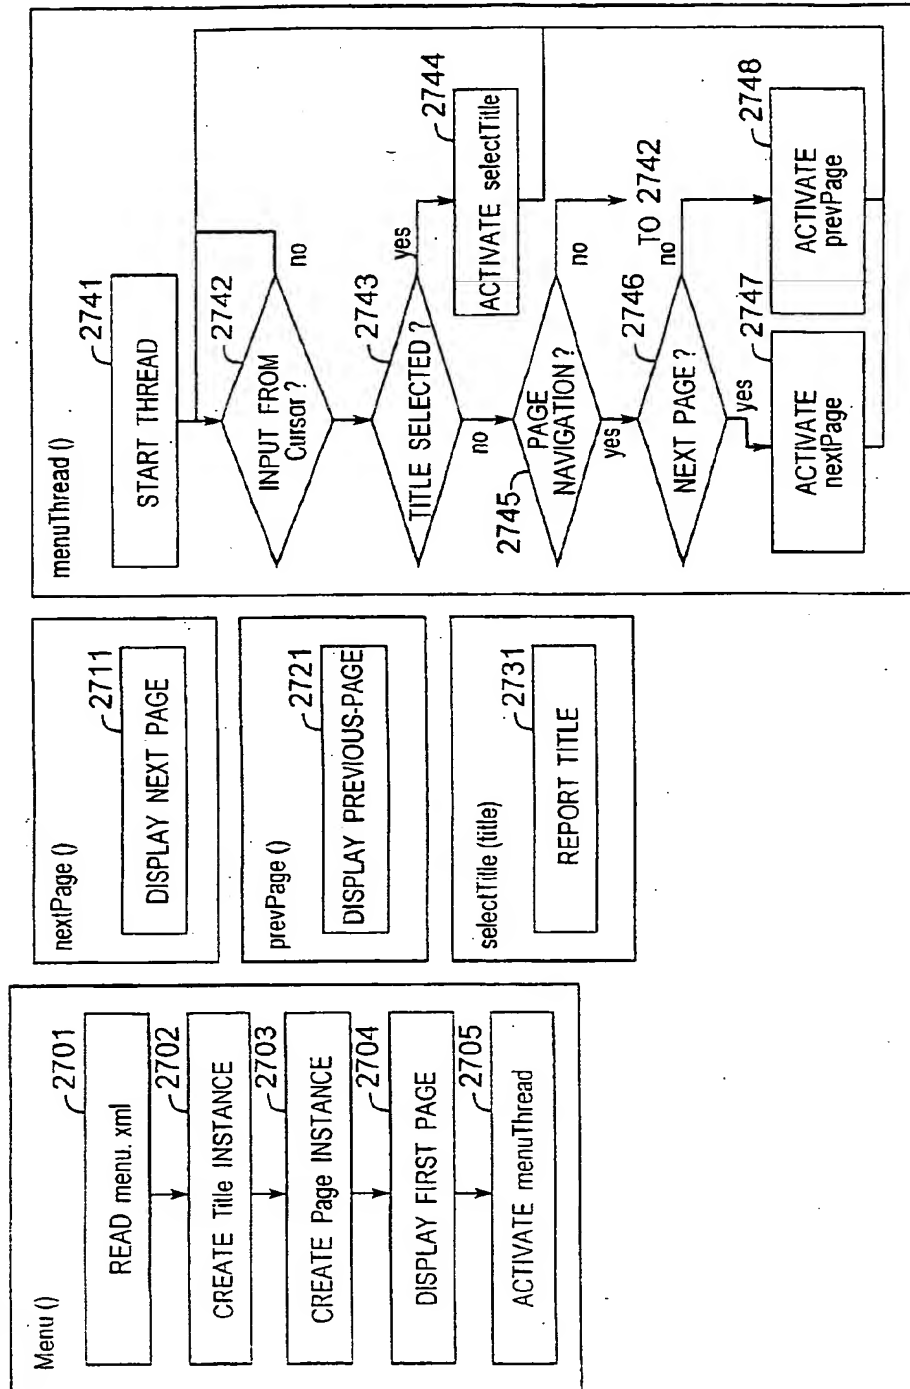 Menu ()
2701
READ menu. xml
2702
CREATE Title INSTANCE
2703
CREATE Page INSTANCE
2704
DISPLAY FIRST PAGE
2705
ACTIVATE menuThread
nextPage ()
2711
DISPLAY NEXT PAGE
prevPage ()
2721
DISPLAY PREVIOUS-PAGE
selectTitle (title)
2731
REPORT TITLE
menuThread ()
2741
START THREAD
2742
INPUT FROM
Cursar ?
no
2743
TITLE SELECTED ?
yes
no
2744
ACTIVATE selectTitle
2745
PAGE
NAVIGATION ?
no
TO 2742
yes
2746
NEXT PAGE ?
no
yes
2747
ACTIVATE
nextPage
2748
ACTIVATE
prevPage